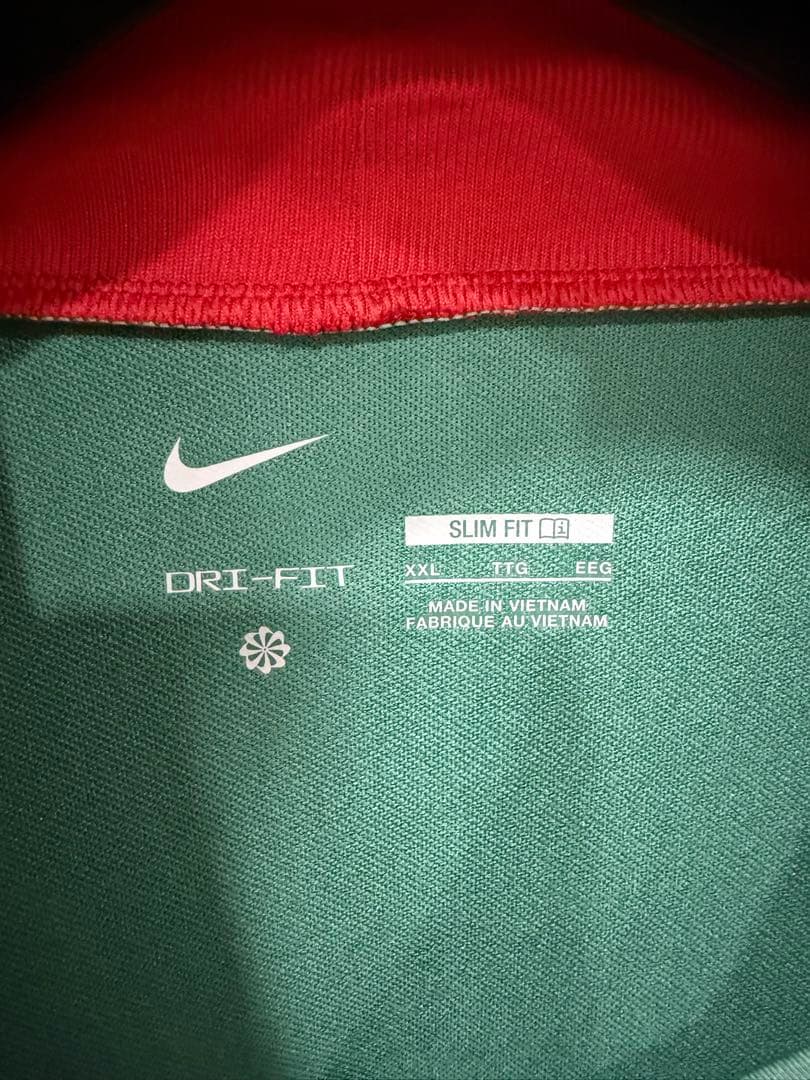 DRI-FIT
SLIM FIT
XXL TTG EEG
MADE IN VIETNAM
FABRIQUE AU VIETNAM